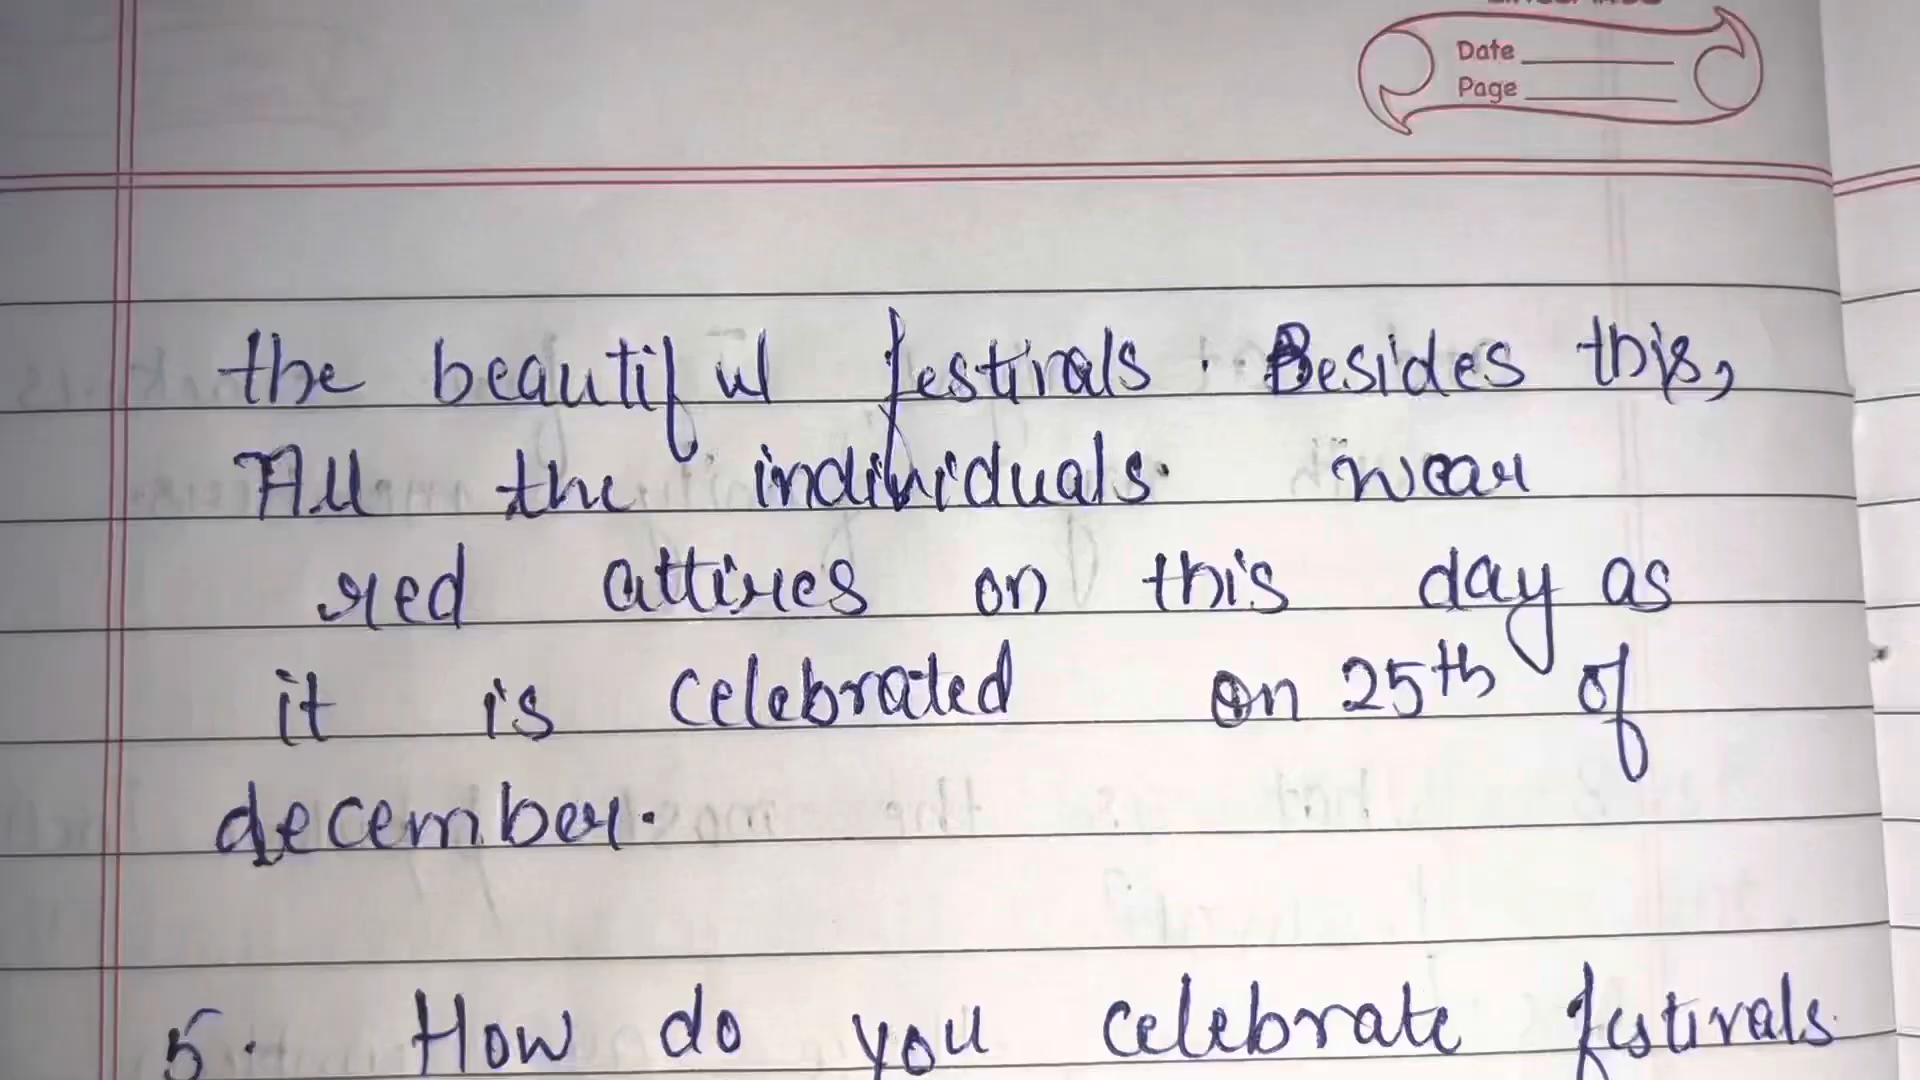 Date
Page
the beautiful festivals. Besides this,
All the individuals. wear
red attires on this day as
it is celebrated on 25th of
december.
5. How do you celebrate festivals